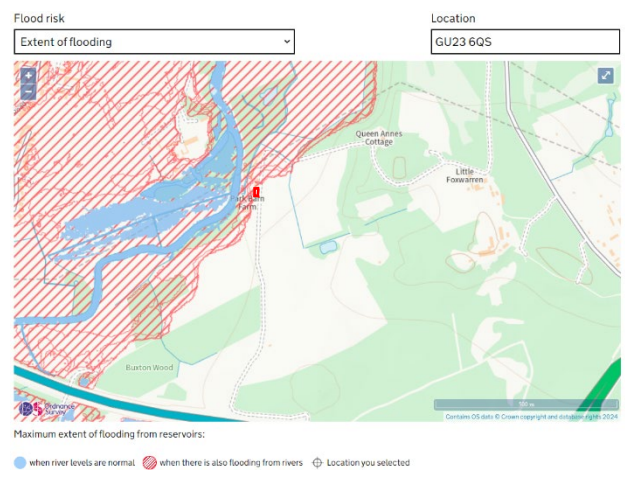 Flood risk
Location
Extent of flooding
GU23 6QS
+
−
Queen Annes
Cottage
Little
Foxwarren
Park Barn
Farm
Buxton Wood
Ordnance
Survey
100 m
Contains OS data © Crown copyright and database rights 2024
Maximum extent of flooding from reservoirs:
when river levels are normal
when there is also flooding from rivers
Location you selected